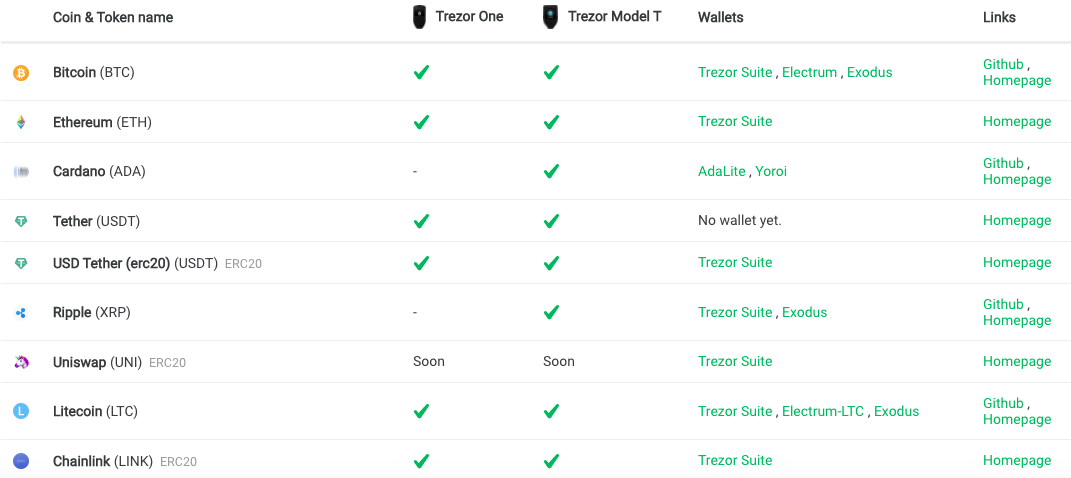 Coin & Token name Trezor One Trezor Model T Wallets Links
Bitcoin (BTC) Trezor Suite , Electrum , Exodus Github ,
Homepage
Ethereum (ETH) Trezor Suite Homepage
Cardano (ADA) - AdaLite , Yoroi Github ,
Homepage
Tether (USDT) No wallet yet. Homepage
USD Tether (erc20) (USDT) ERC20 Trezor Suite Homepage
Ripple (XRP) - Trezor Suite , Exodus Github ,
Homepage
Uniswap (UNI) ERC20 Soon Soon Trezor Suite Homepage
L Litecoin (LTC) Trezor Suite , Electrum-LTC , Exodus Github ,
Homepage
Chainlink (LINK) ERC20 Trezor Suite Homepage